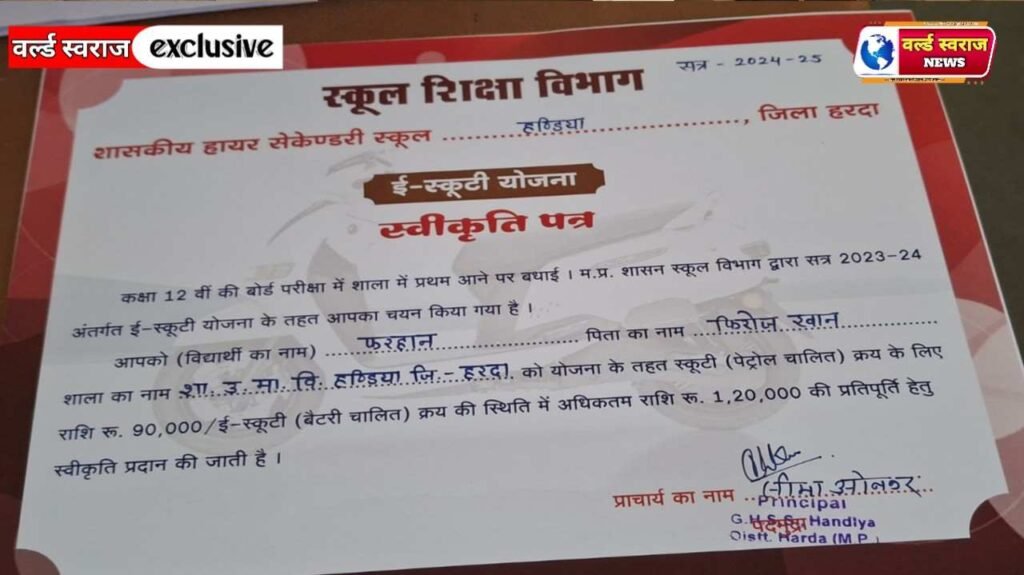 वर्ल्ड स्वराज exclusive
वर्ल्ड स्वराज
NEWS
सत्र - 2024-25
स्कूल शिक्षा विभाग
शासकीय हायर सेकेण्डरी स्कूल ..........हण्डिया.........................., जिला हरदा
ई-स्कूटी योजना
स्वीकृति पत्र
कक्षा 12 वीं की बोर्ड परीक्षा में शाला में प्रथम आने पर बधाई । म.प्र. शासन स्कूल विभाग द्वारा सत्र 2023-24
अंतर्गत ई-स्कूटी योजना के तहत आपका चयन किया गया है ।
आपको (विद्यार्थी का नाम) .....फरहान...................... पिता का नाम ...फिरोज खान...............
शाला का नाम शा. उ. मा. वि. हण्डिया जि.- हरदा. को योजना के तहत स्कूटी (पेट्रोल चालित) क्रय के लिए
राशि रू. 90,000/ई-स्कूटी (बैटरी चालित) क्रय की स्थिति में अधिकतम राशि रू. 1,20,000 की प्रतिपूर्ति हेतु
स्वीकृति प्रदान की जाती है ।
प्राचार्य का नाम ..सीमा
Principal
पदमुद्रा
G.H.S.S. Handiya
Distt. Harda (M.P.)